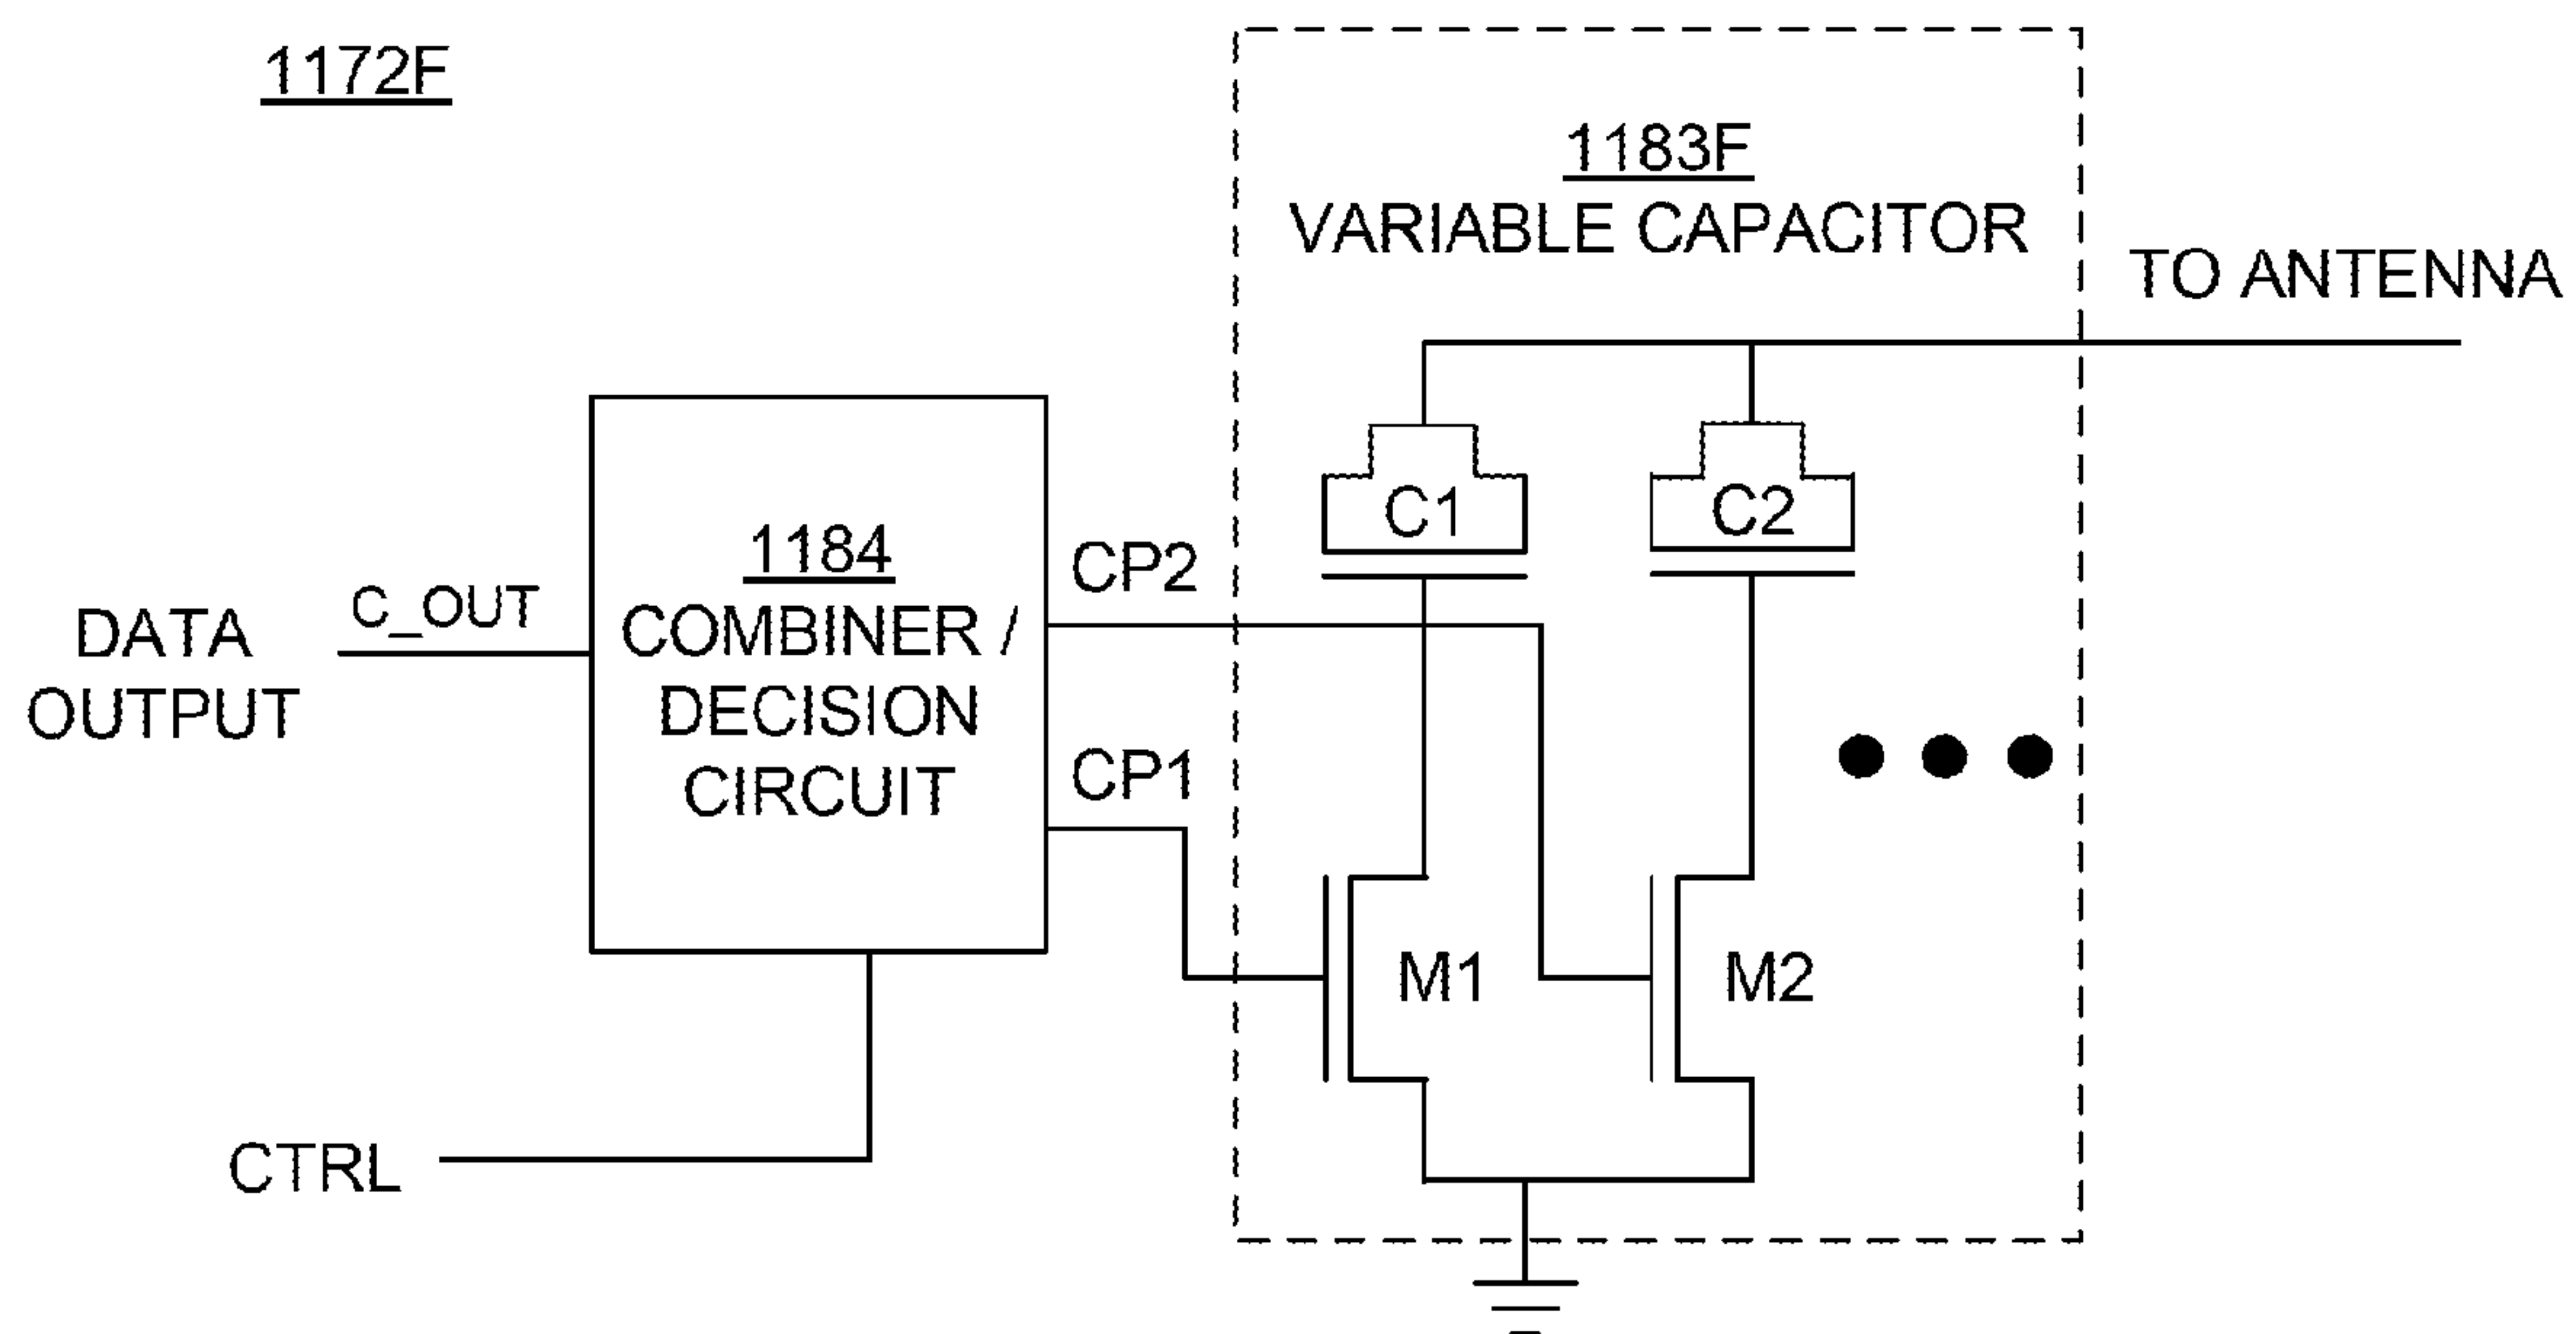 1172F
1183F
VARIABLE CAPACITOR
TO ANTENNA
C1
C2
1184
COMBINER /
DECISION
CIRCUIT
CP2
C_OUT
DATA
OUTPUT
CP1
M1
M2
CTRL